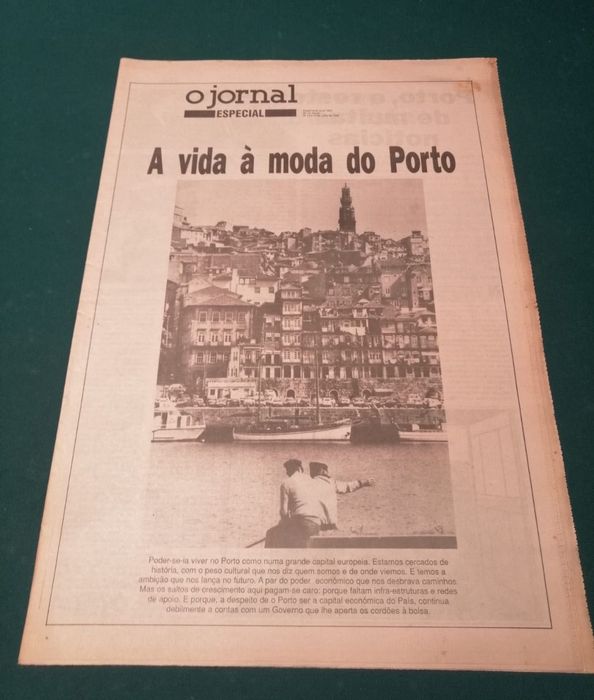 o jornal
ESPECIAL
A vida à moda do Porto
Poder-se-ia viver no Porto como numa grande capital europeia. Estamos cercados de
história, com o peso cultural que nos diz quem somos e de onde viemos. E temos a
ambição que nos lança no futuro. A par do poder económico que nos desbrava caminhos.
Mas os saltos de crescimento aqui pagam-se caro: porque faltam infra-estruturas e redes
de apoio. E porque, a despeito de o Porto ser a capital económica do País, continua
debilmente a contas com um Governo que lhe aperta os cordões à bolsa.